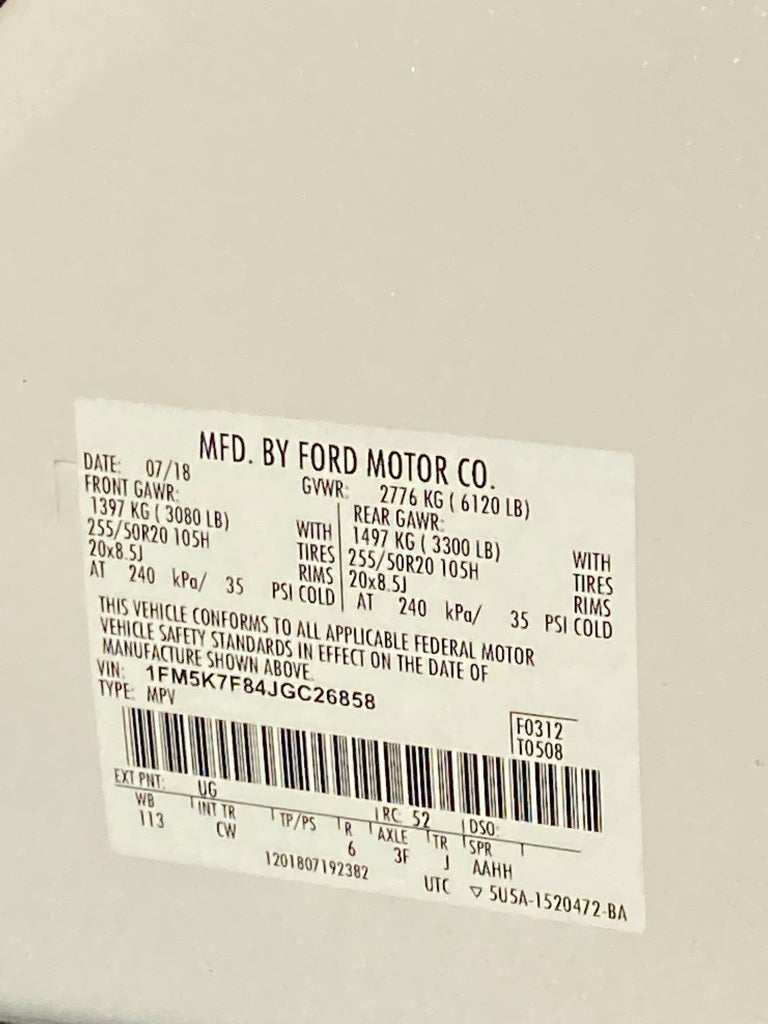 MFD. BY FORD MOTOR CO.
DATE: 07/18
GVWR: 2776 KG ( 6120 LB)
FRONT GAWR:
1397 KG ( 3080 LB)
WITH
255/50R20 105H
TIRES
20x8.5J
RIMS
AT 240 kPa/ 35 PSI COLD
REAR GAWR:
1497 KG ( 3300 LB)
WITH
255/50R20 105H
TIRES
20x8.5J
RIMS
AT 240 kPa/ 35 PSI COLD
THIS VEHICLE CONFORMS TO ALL APPLICABLE FEDERAL MOTOR
VEHICLE SAFETY STANDARDS IN EFFECT ON THE DATE OF
MANUFACTURE SHOWN ABOVE.
VIN: 1FM5K7F84JGC26858
TYPE: MPV
F0312
T0508
EXT PNT: UG RC: 52 DSO:
WB INT TR TP/PS R AXLE TR SPR
113 CW 6 3F J AAHH
1201807192382
UTC ▽ 5U5A-1520472-BA